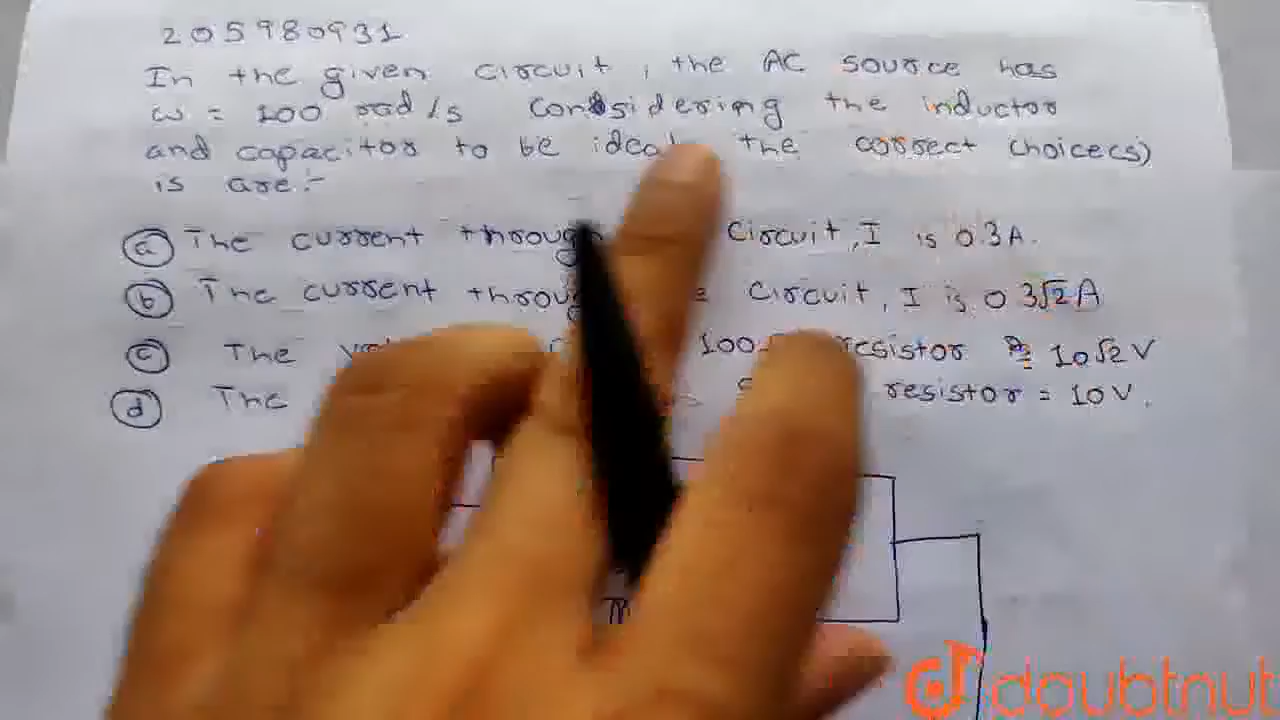 205980931
In the given circuit, the AC source has
ω = 100 rad/s considering the inductor
and capacitor to be ideal the correct choice(s)
is are:-
(a) The current through circuit, I is 0.3A.
(b) The current circuit, I is 0 3√2 A
(c) The 100 resistor = 10√2 V
(d) The resistor = 10V.
doubtnut